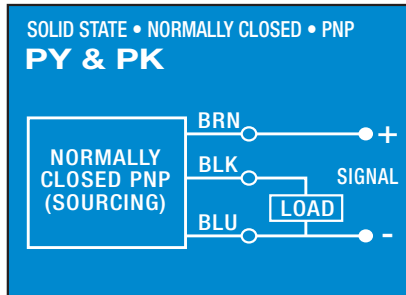 SOLID STATE • NORMALLY CLOSED • PNP
PY & PK
BRN
+
NORMALLY
CLOSED PNP
(SOURCING)
BLK
SIGNAL
LOAD
BLU
-